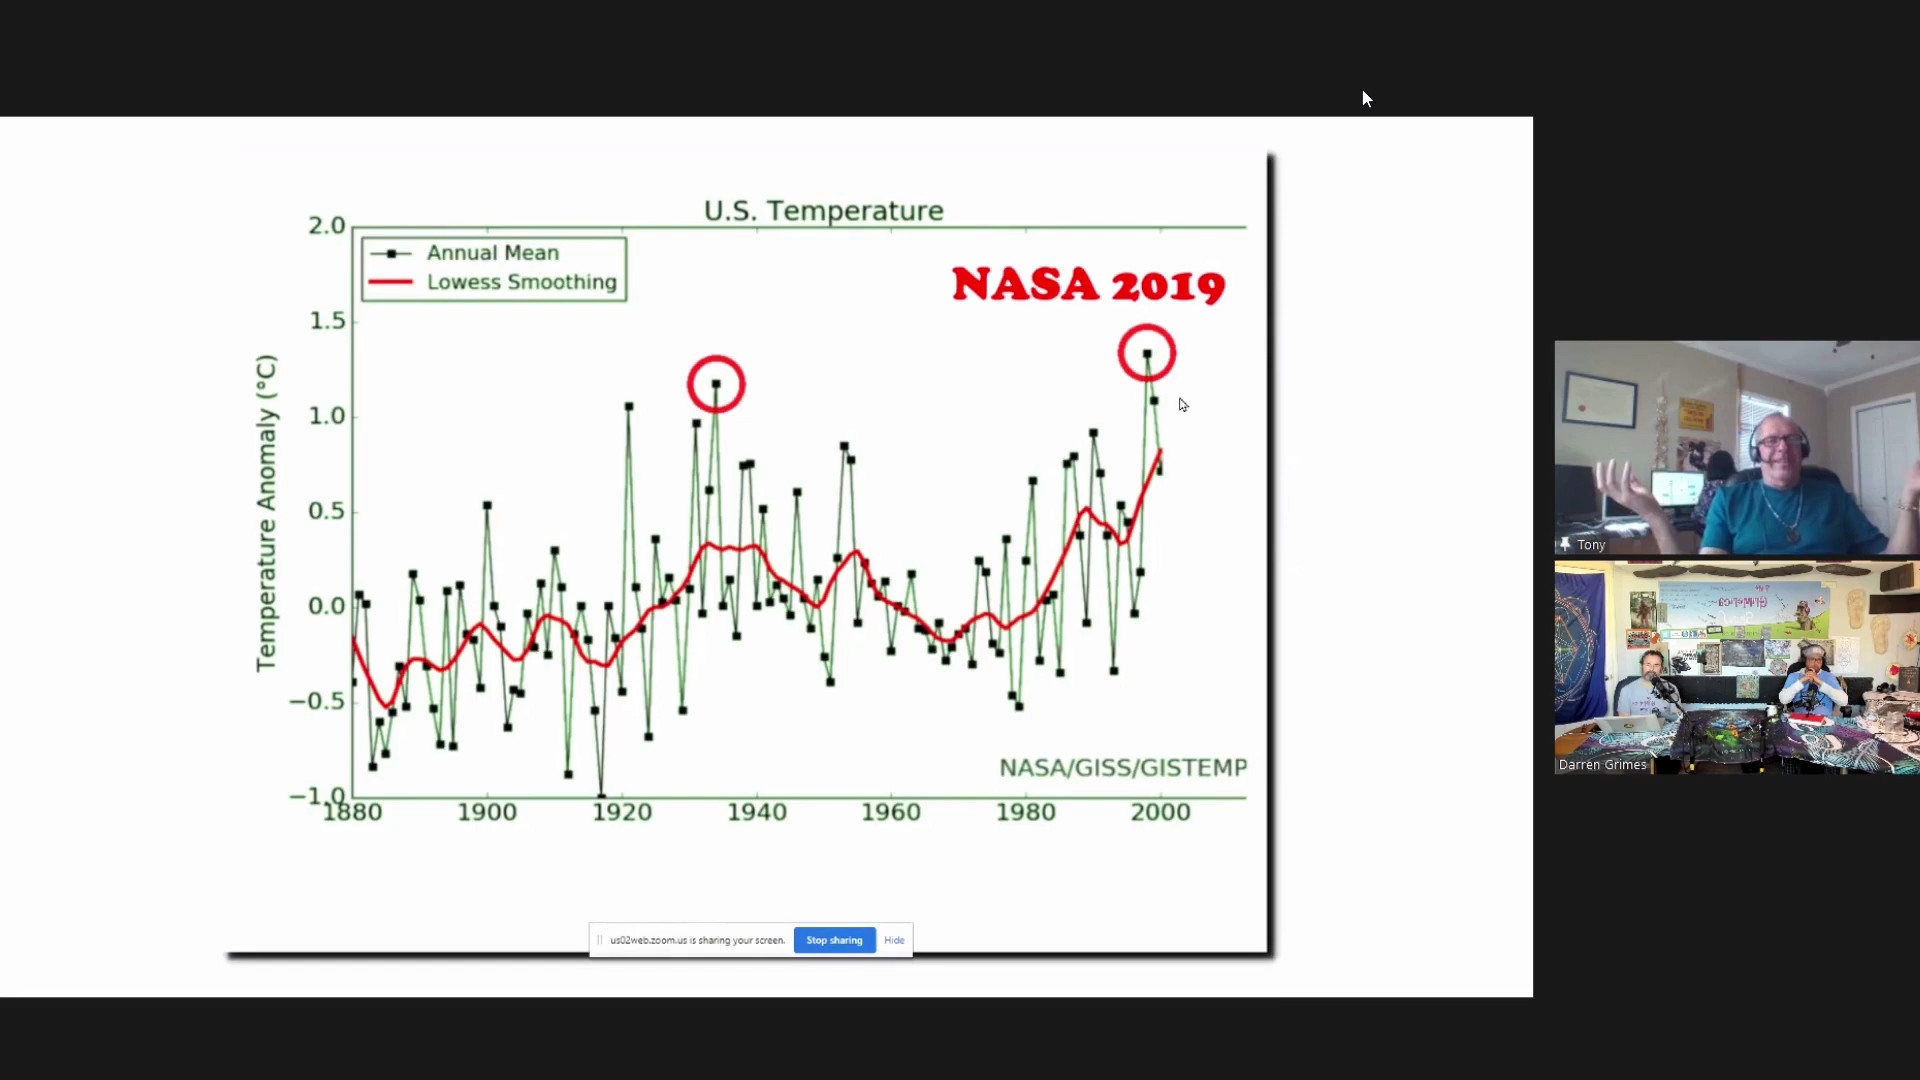 U.S. Temperature
2.0
Annual Mean
Lowess Smoothing
NASA 2019
1.5
1.0
0.5
0.0
−0.5
−1.0
Temperature Anomaly (°C)
NASA/GISS/GISTEMP
1880 1900 1920 1940 1960 1980 2000
us02web.zoom.us is sharing your screen. Stop sharing Hide
Tony
Darren Grimes